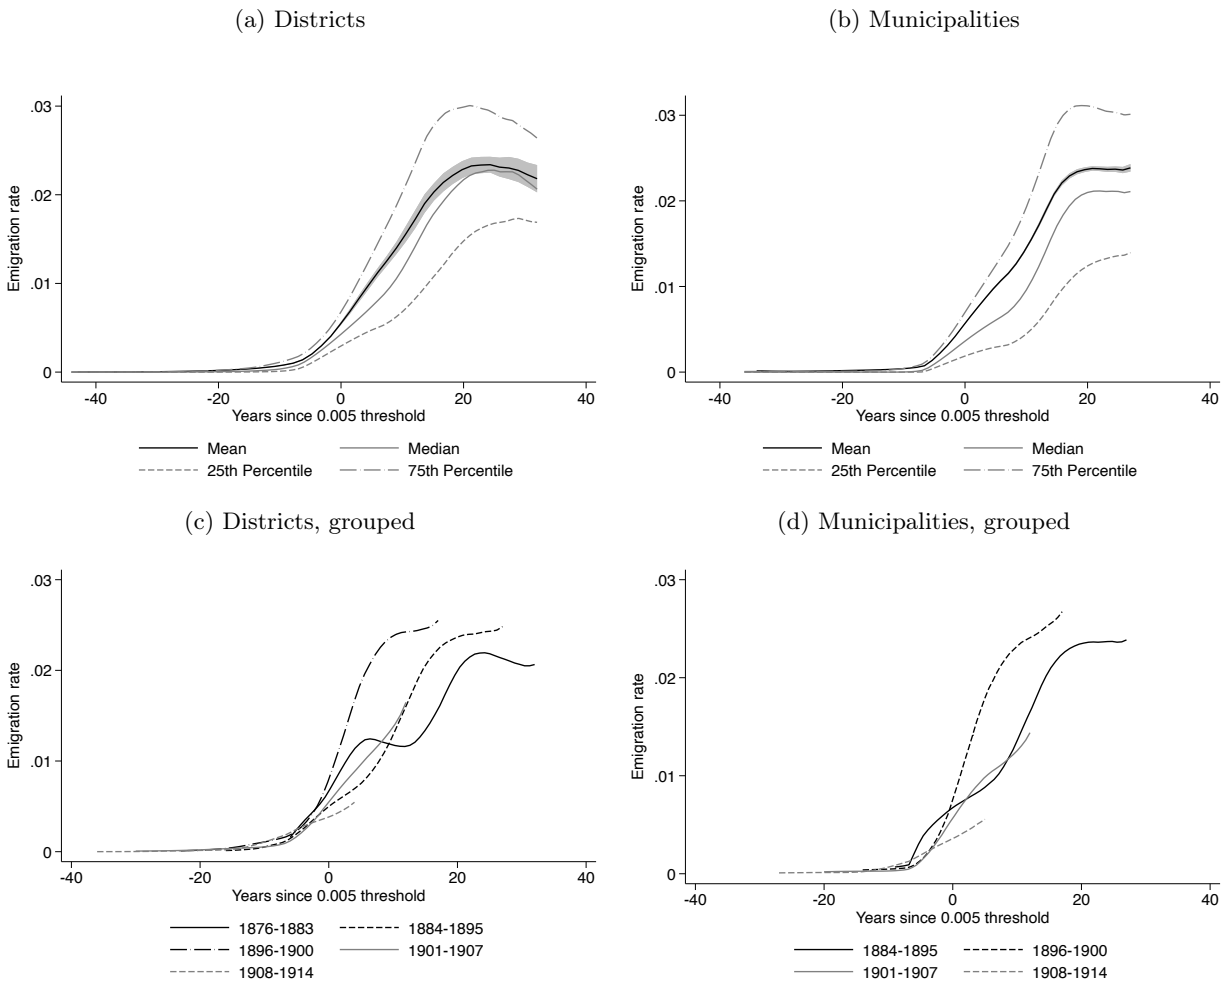 (a) Districts
.03
.02
.01
0
Emigration rate
-40 -20 0 20 40
Years since 0.005 threshold
Mean Median
25th Percentile 75th Percentile
(b) Municipalities
.03
.02
.01
0
Emigration rate
-40 -20 0 20 40
Years since 0.005 threshold
Mean Median
25th Percentile 75th Percentile
(c) Districts, grouped
.03
.02
.01
0
Emigration rate
-40 -20 0 20 40
Years since 0.005 threshold
1876-1883 1884-1895
1896-1900 1901-1907
1908-1914
(d) Municipalities, grouped
.03
.02
.01
0
Emigration rate
-40 -20 0 20 40
Years since 0.005 threshold
1884-1895 1896-1900
1901-1907 1908-1914